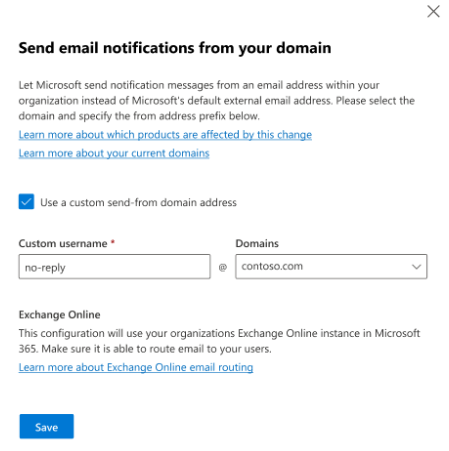 Send email notifications from your domain
Let Microsoft send notification messages from an email address within your
organization instead of Microsoft's default external email address. Please select the
domain and specify the from address prefix below.
Learn more about which products are affected by this change
Learn more about your current domains
Use a custom send-from domain address
Custom username *
Domains
no-reply
@
contoso.com
Exchange Online
This configuration will use your organizations Exchange Online instance in Microsoft
365. Make sure it is able to route email to your users.
Learn more about Exchange Online email routing
Save